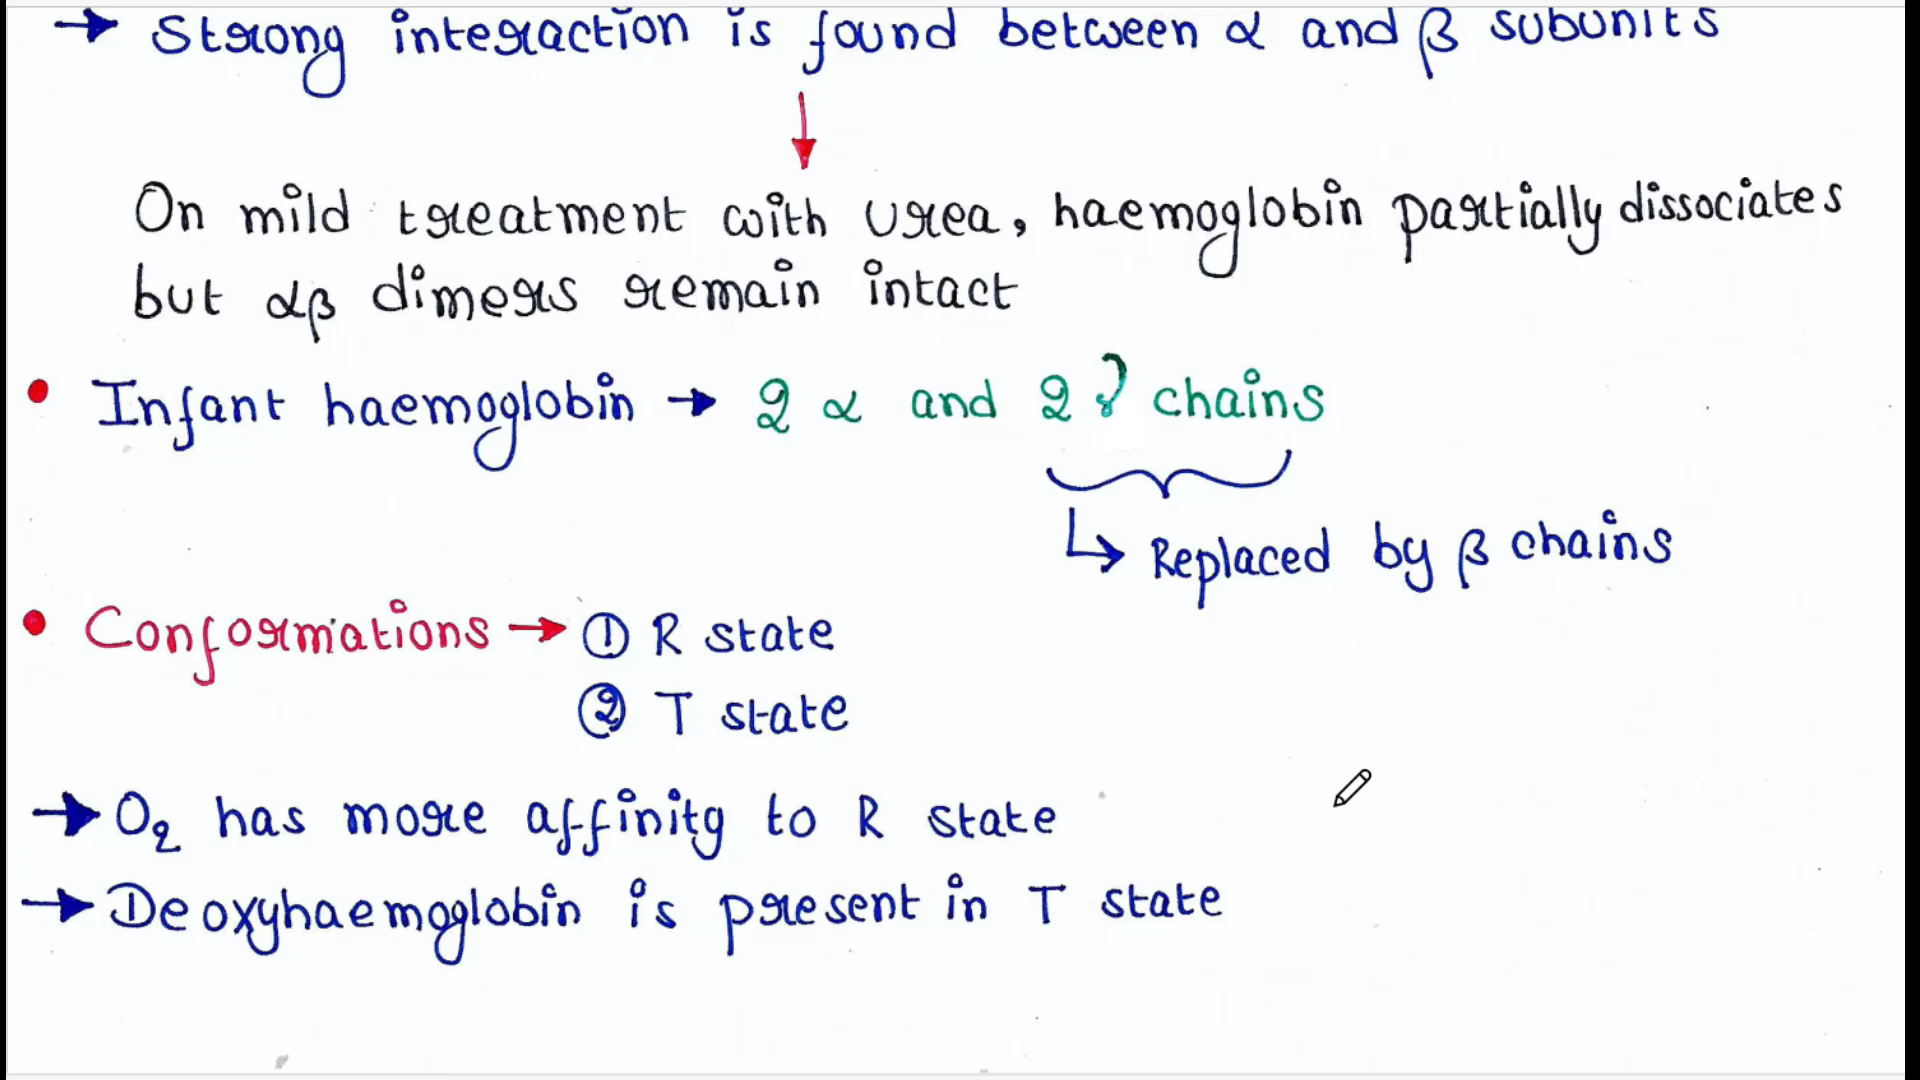 → Strong interaction is found between α and β subunits
↓
On mild treatment with urea, haemoglobin partially dissociates
but αβ dimers remain intact
• Infant haemoglobin → 2 α and 2 γ chains
↳ Replaced by β chains
• Conformations → ① R state
② T state
→ O₂ has more affinity to R state
→ Deoxyhaemoglobin is present in T state